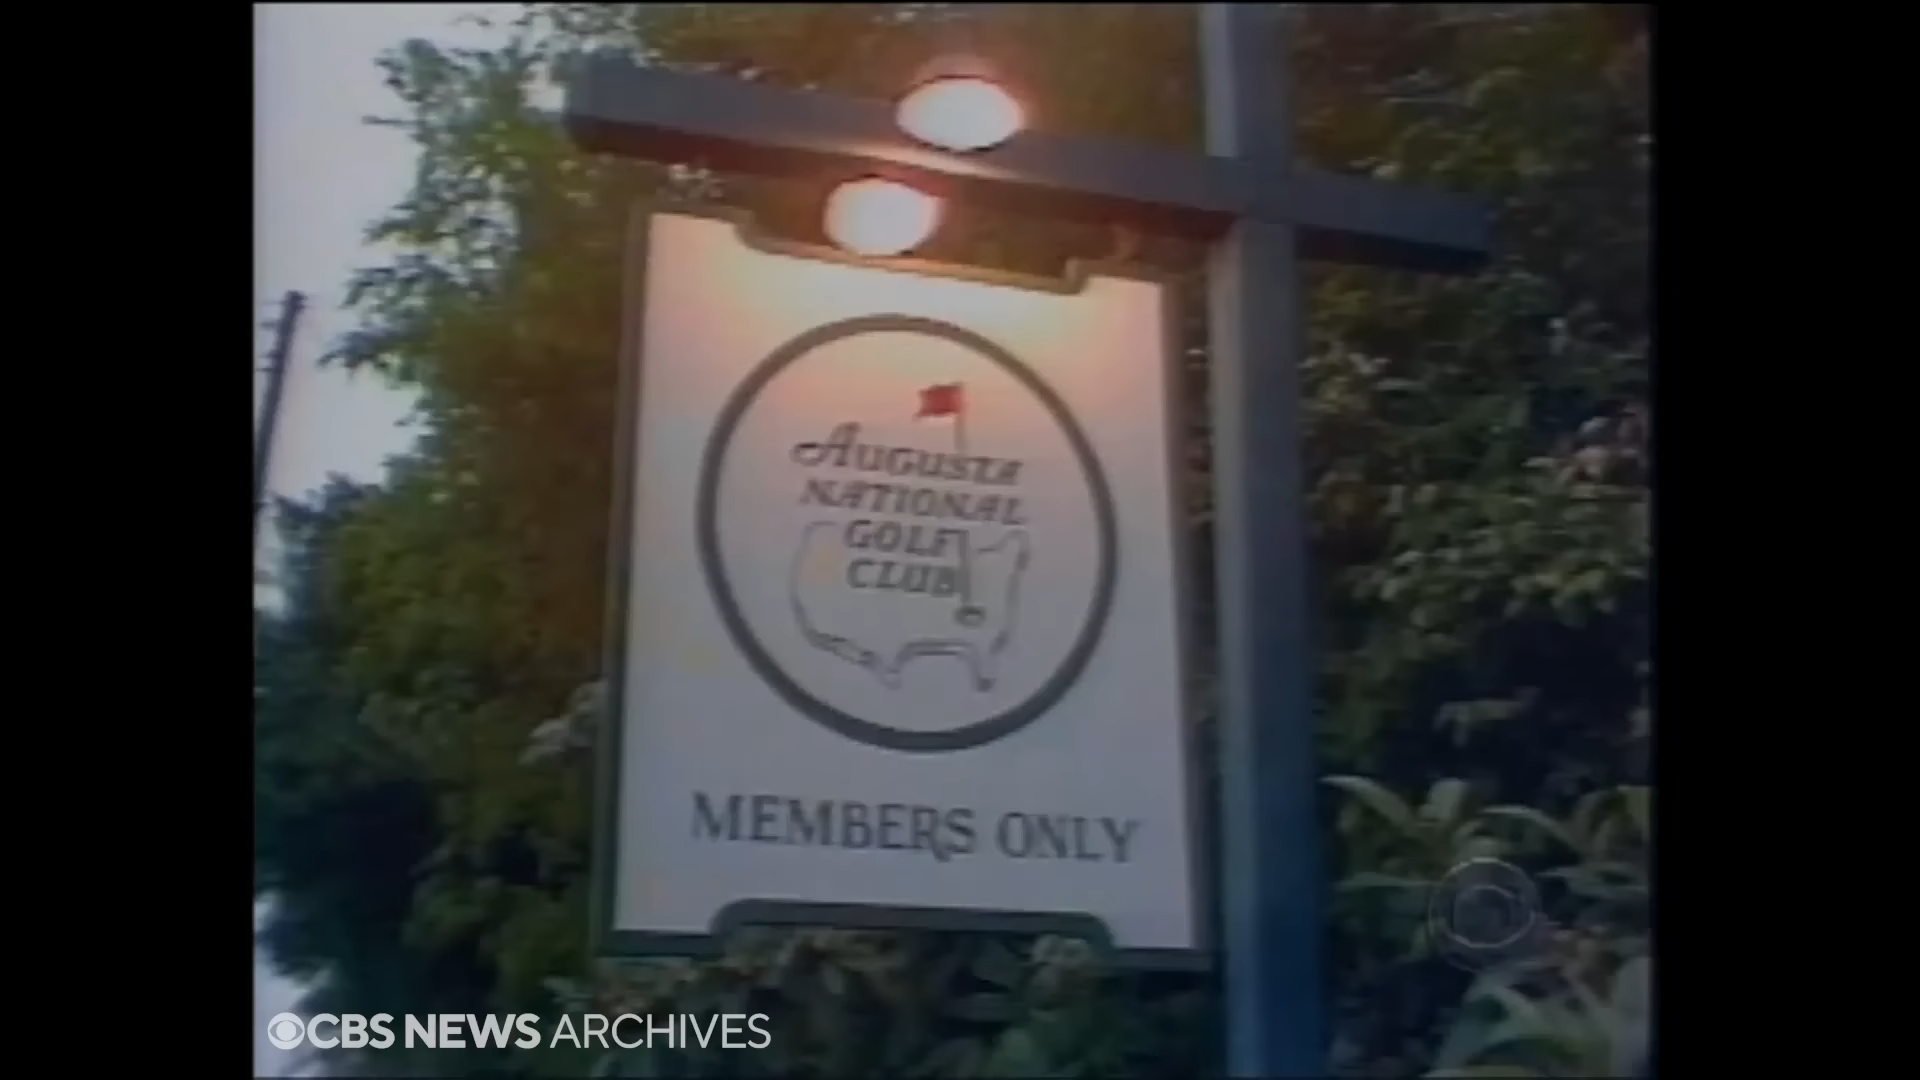 AUGUSTA
NATIONAL
GOLF
CLUB
MEMBERS ONLY
CBS NEWS ARCHIVES